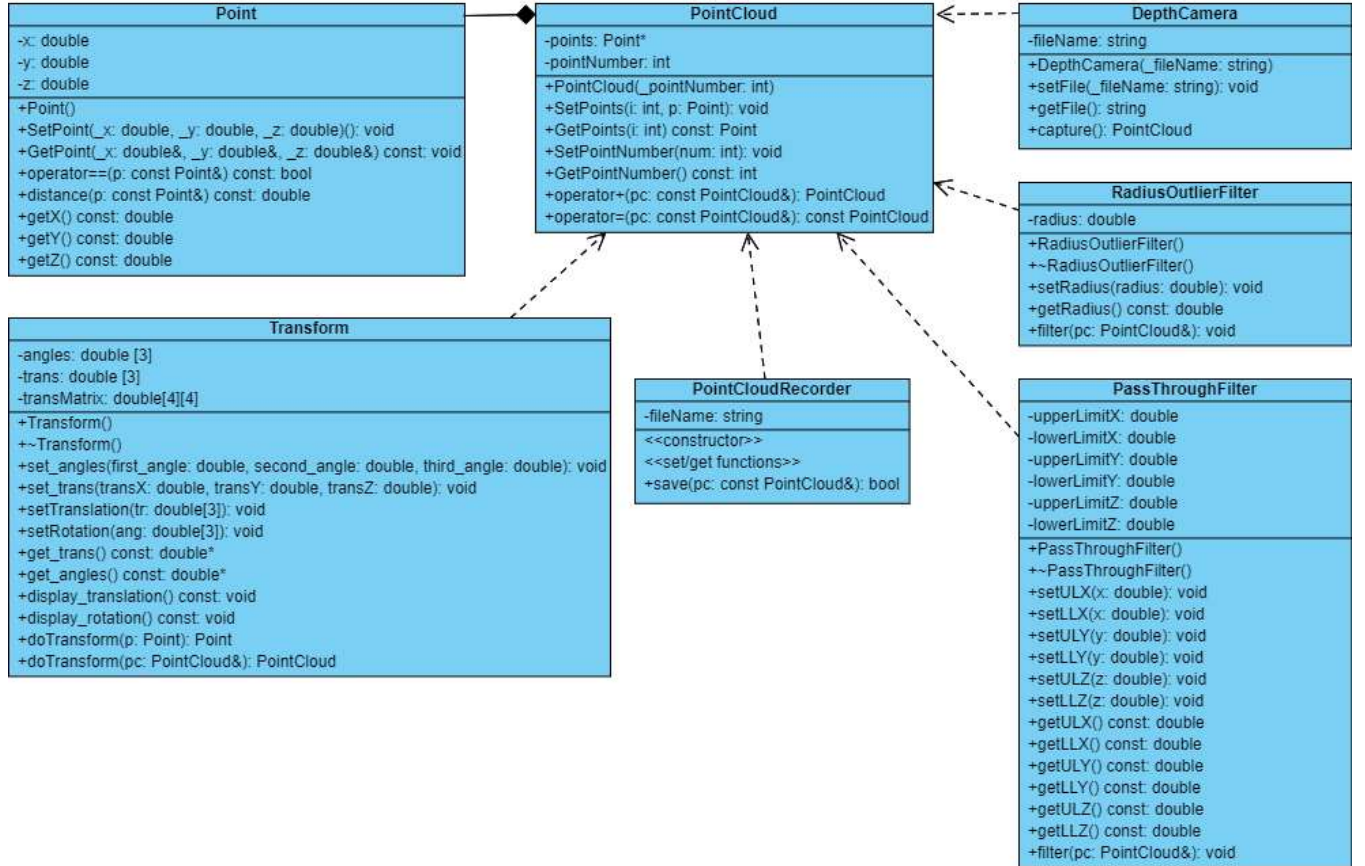 Point
-x: double
-y: double
-z: double
+Point()
+SetPoint(_x: double, _y: double, _z: double)(): void
+GetPoint(_x: double&, _y: double&, _z: double&) const: void
+operator==(p: const Point&) const: bool
+distance(p: const Point&) const: double
+getX() const: double
+getY() const: double
+getZ() const: double
PointCloud
-points: Point*
-pointNumber: int
+PointCloud(_pointNumber: int)
+SetPoints(i: int, p: Point): void
+GetPoints(i: int) const: Point
+SetPointNumber(num: int): void
+GetPointNumber() const: int
+operator+(pc: const PointCloud&): PointCloud
+operator=(pc: const PointCloud&): const PointCloud
DepthCamera
-fileName: string
+DepthCamera(_fileName: string)
+setFile(_fileName: string): void
+getFile(): string
+capture(): PointCloud
RadiusOutlierFilter
-radius: double
+RadiusOutlierFilter()
+~RadiusOutlierFilter()
+setRadius(radius: double): void
+getRadius() const: double
+filter(pc: PointCloud&): void
Transform
-angles: double [3]
-trans: double [3]
-transMatrix: double[4][4]
+Transform()
+~Transform()
+set_angles(first_angle: double, second_angle: double, third_angle: double): void
+set_trans(transX: double, transY: double, transZ: double): void
+setTranslation(tr: double[3]): void
+setRotation(ang: double[3]): void
+get_trans() const: double*
+get_angles() const: double*
+display_translation() const: void
+display_rotation() const: void
+doTransform(p: Point): Point
+doTransform(pc: PointCloud&): PointCloud
PointCloudRecorder
-fileName: string
<<constructor>>
<<set/get functions>>
+save(pc: const PointCloud&): bool
PassThroughFilter
-upperLimitX: double
-lowerLimitX: double
-upperLimitY: double
-lowerLimitY: double
-upperLimitZ: double
-lowerLimitZ: double
+PassThroughFilter()
+~PassThroughFilter()
+setULX(x: double): void
+setLLX(x: double): void
+setULY(y: double): void
+setLLY(y: double): void
+setULZ(z: double): void
+setLLZ(z: double): void
+getULX() const: double
+getLLX() const: double
+getULY() const: double
+getLLY() const: double
+getULZ() const: double
+getLLZ() const: double
+filter(pc: PointCloud&): void